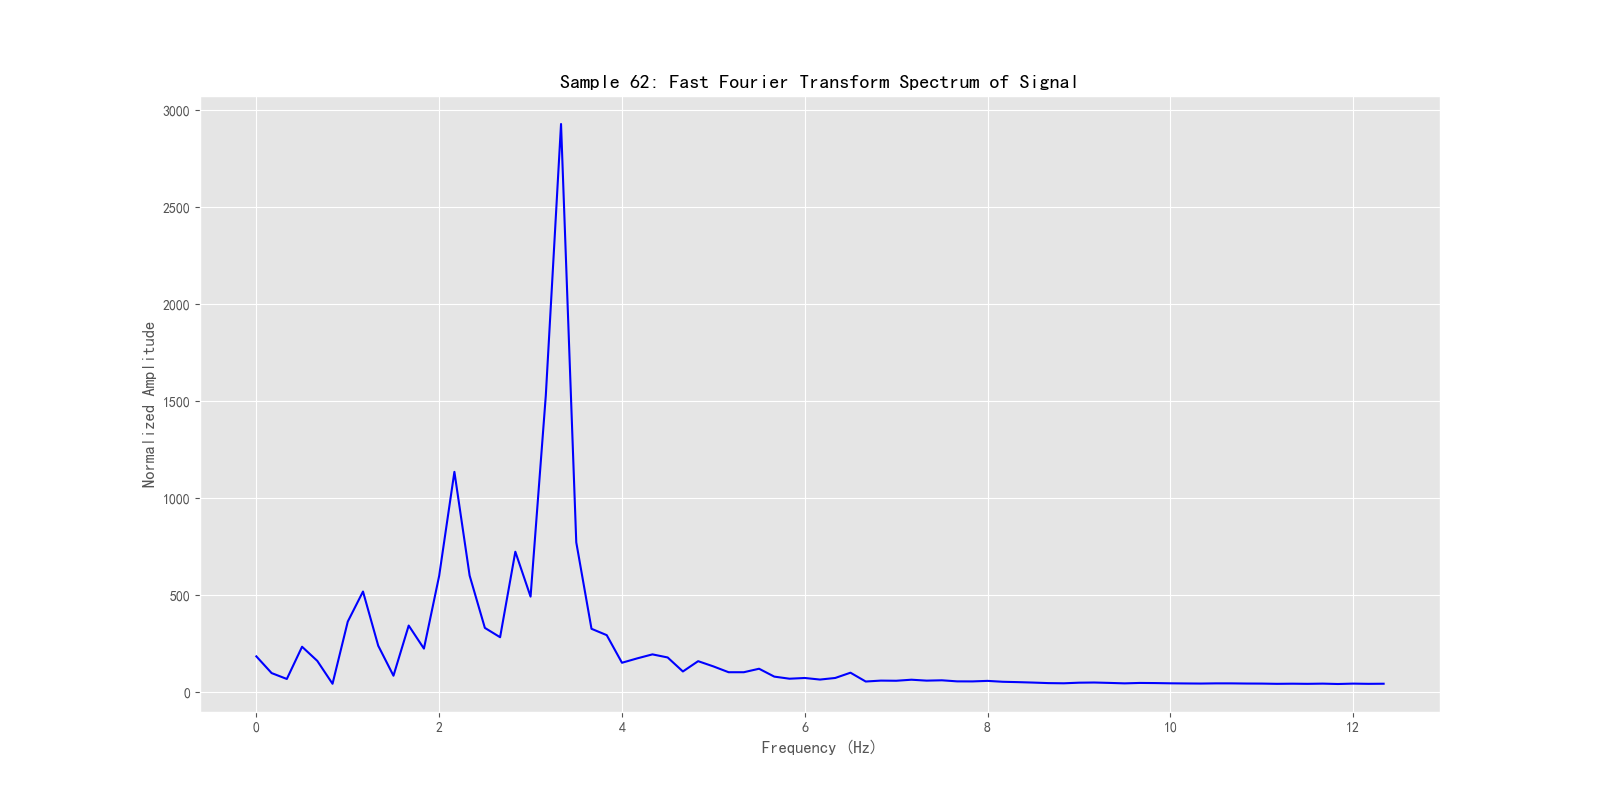 Sample 62: Fast Fourier Transform Spectrum of Signal
3000
2500
2000
1500
1000
500
0
Normalized Amplitude
0 2 4 6 8 10 12
Frequency (Hz)